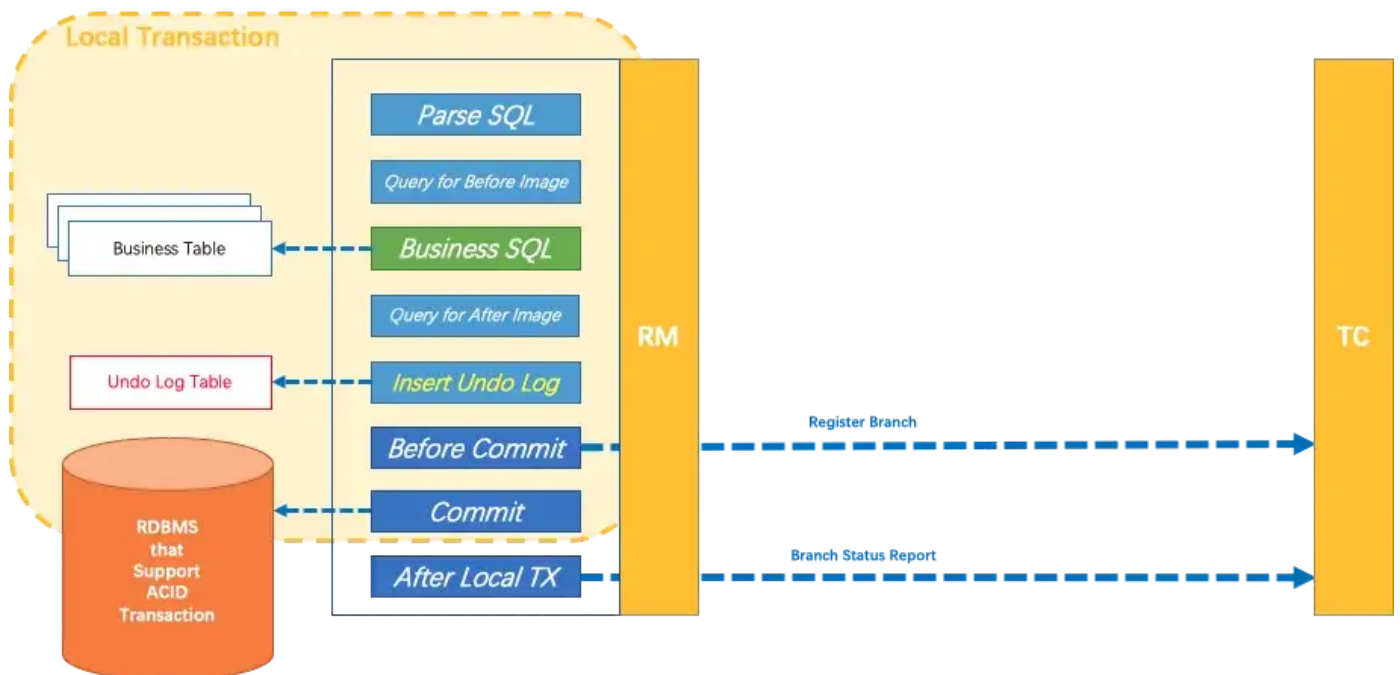 Local Transaction
Parse SQL
Query for Before Image
Business Table
Business SQL
Query for After Image
RM
TC
Undo Log Table
Insert Undo Log
Register Branch
Before Commit
Commit
RDBMS
that
Support
ACID
Transaction
Branch Status Report
After Local TX